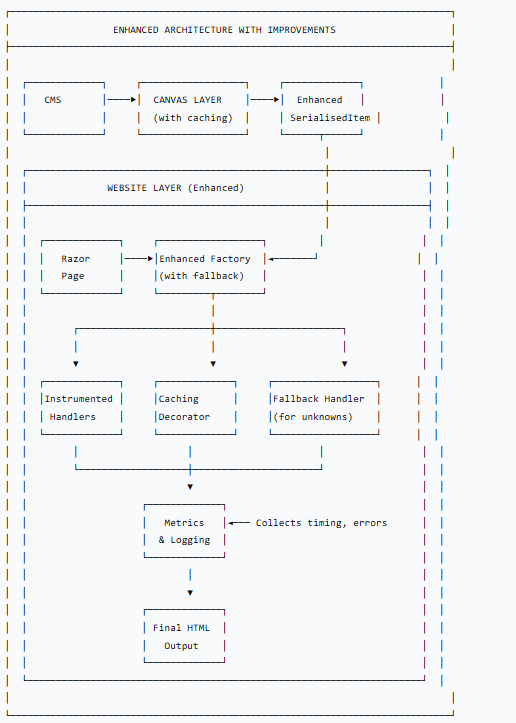 ENHANCED ARCHITECTURE WITH IMPROVEMENTS
CMS
CANVAS LAYER
(with caching)
Enhanced
SerialisedItem
WEBSITE LAYER (Enhanced)
Razor
Page
Enhanced Factory
(with fallback)
Instrumented
Handlers
Caching
Decorator
Fallback Handler
(for unknowns)
Metrics
& Logging
Collects timing, errors
Final HTML
Output